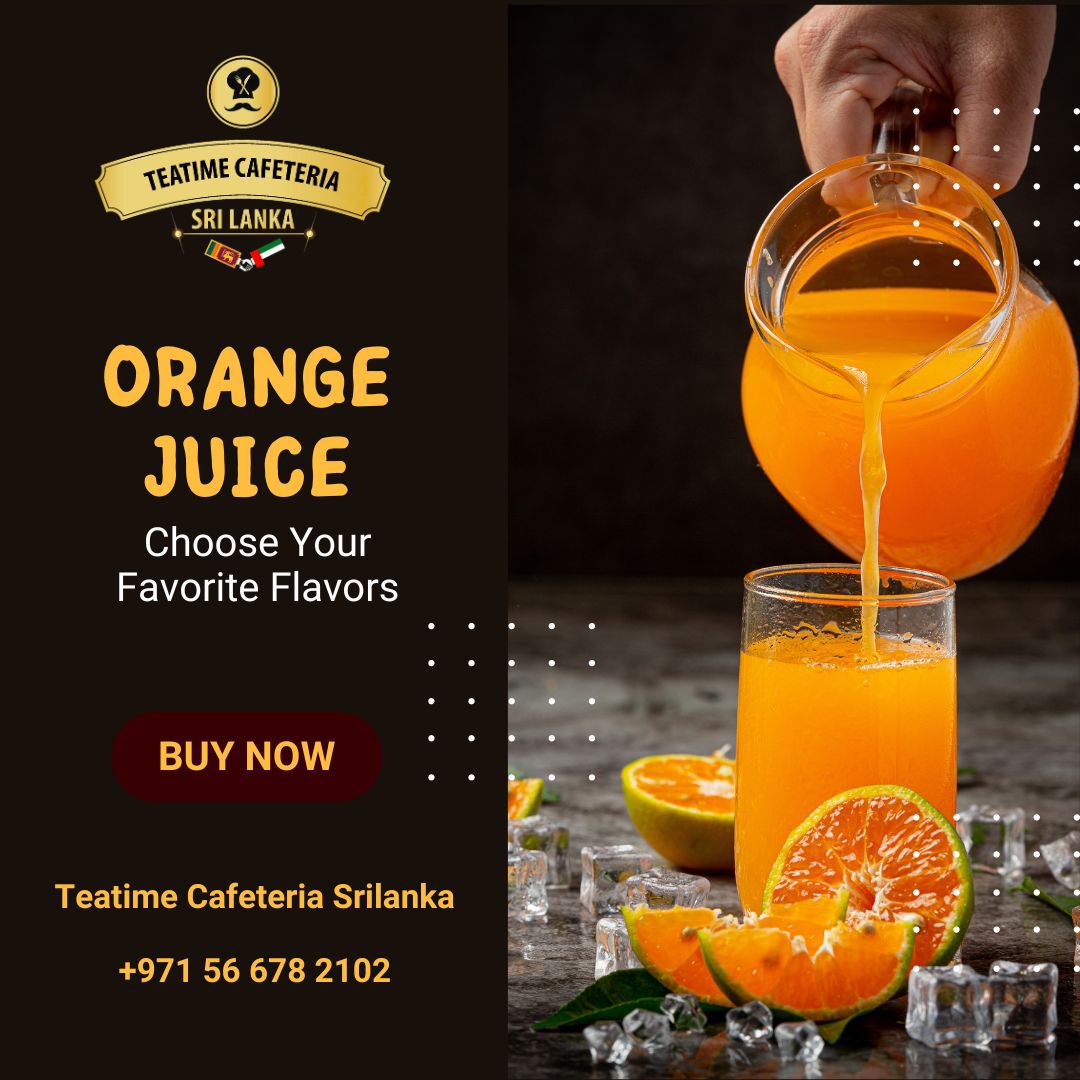 TEATIME CAFETERIA
SRI LANKA
ORANGE
JUICE
Choose Your
Favorite Flavors
BUY NOW
Teatime Cafeteria Srilanka
+971 56 678 2102